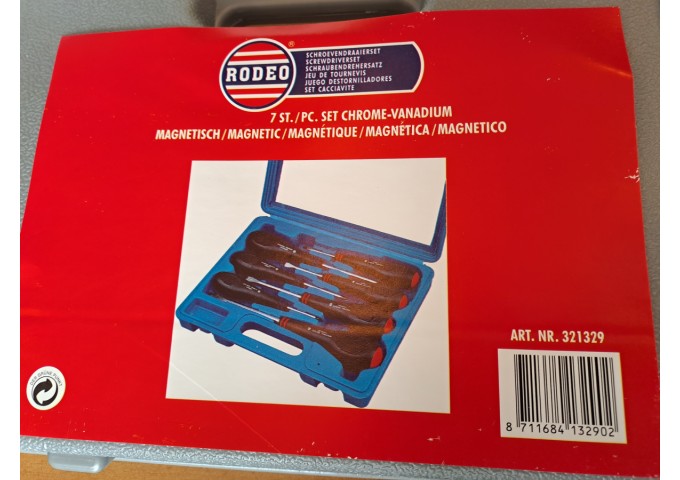 RODEO
®
SCHROEVENDRAAIERSET
SCREWDRIVERSET
SCHRAUBENDREHERSATZ
JEU DE TOURNEVIS
JUEGO DESTORNILLADORES
SET CACCIAVITE
7 ST./PC. SET CHROME-VANADIUM
MAGNETISCH/MAGNETIC/MAGNÉTIQUE/MAGNÉTICA/MAGNETICO
ART. NR. 321329
8 711684 132902